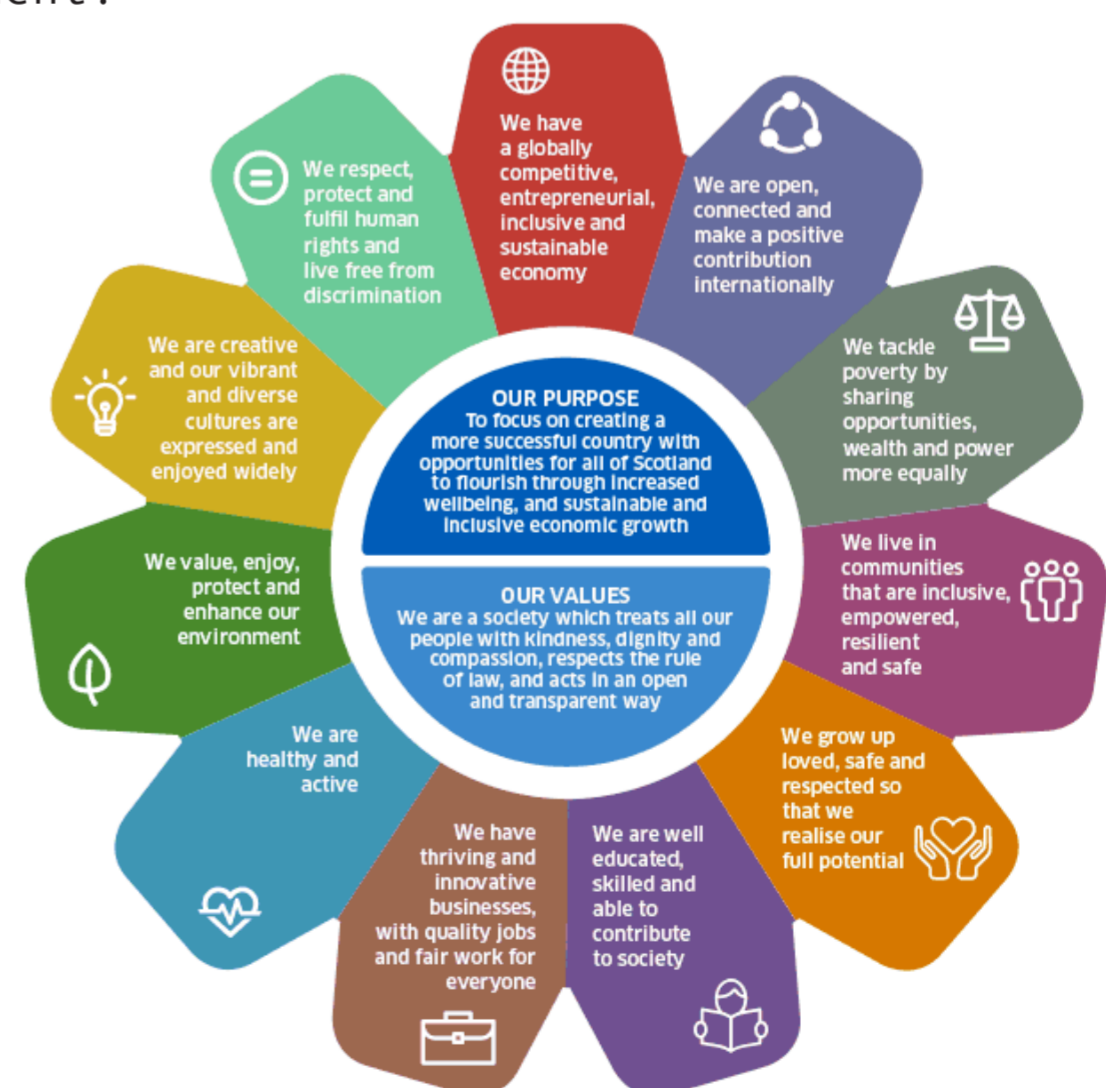 We have
a globally
competitive,
entrepreneurial,
inclusive and
sustainable
economy
We are open,
connected and
make a positive
contribution
internationally
We tackle
poverty by
sharing
opportunities,
wealth and power
more equally
We live in
communities
that are inclusive,
empowered,
resilient
and safe
We grow up
loved, safe and
respected so
that we
realise our
full potential
We are well
educated,
skilled and
able to
contribute
to society
We have
thriving and
innovative
businesses,
with quality jobs
and fair work for
everyone
We are
healthy and
active
We value, enjoy,
protect and
enhance our
environment
We are creative
and our vibrant
and diverse
cultures are
expressed and
enjoyed widely
We respect,
protect and
fulfil human
rights and
live free from
discrimination
OUR PURPOSE
To focus on creating a
more successful country with
opportunities for all of Scotland
to flourish through increased
wellbeing, and sustainable and
inclusive economic growth
OUR VALUES
We are a society which treats all our
people with kindness, dignity and
compassion, respects the rule
of law, and acts in an open
and transparent way